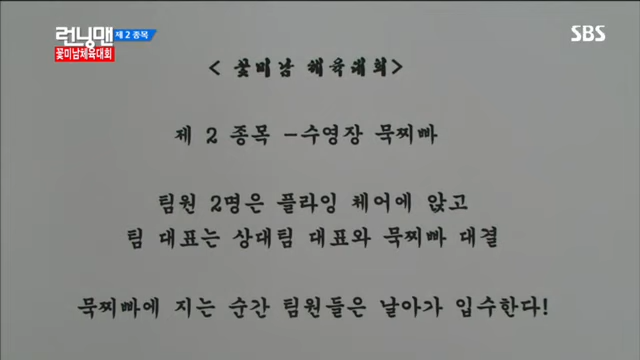 런닝맨 제 2 종목
꽃미남체육대회
SBS
< 꽃미남 체육대회>
제 2 종목 -수영장 묵찌빠
팀원 2명은 플라잉 체어에 앉고
팀 대표는 상대팀 대표와 묵찌빠 대결
묵찌빠에 지는 순간 팀원들은 날아가 입수한다!